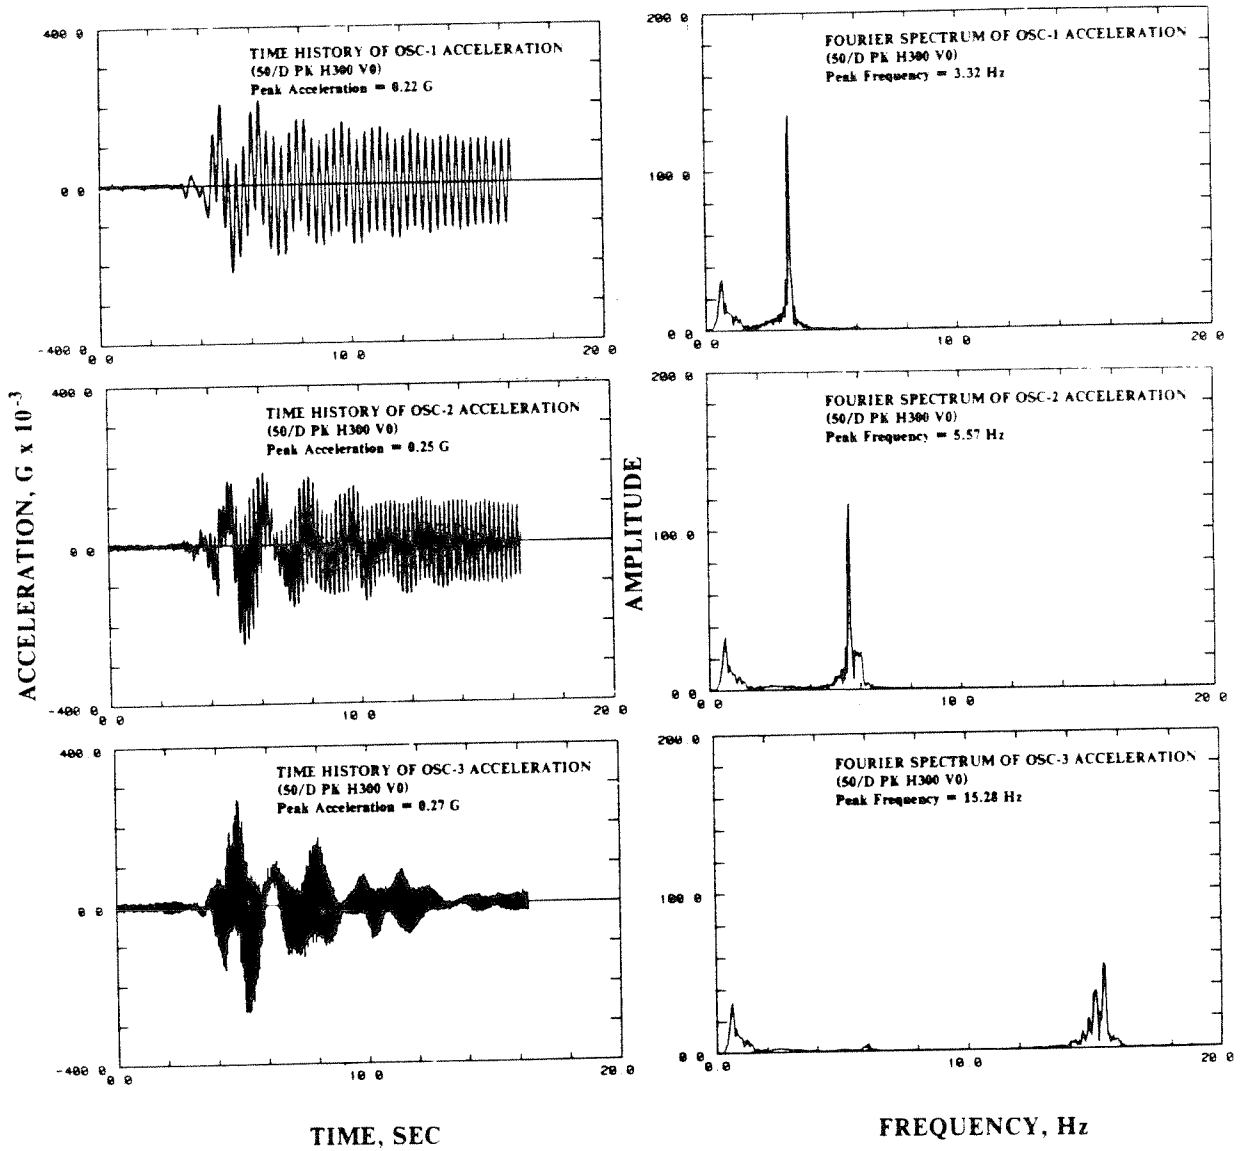 400 0
TIME HISTORY OF OSC-1 ACCELERATION
(50/D PK H300 V0)
Peak Acceleration = 0.22 G
0 0
-400 0
0 0
10 0
20 0
200 0
FOURIER SPECTRUM OF OSC-1 ACCELERATION
(50/D PK H300 V0)
Peak Frequency = 3.32 Hz
100 0
0 0
0 0
10 0
20 0
400 0
TIME HISTORY OF OSC-2 ACCELERATION
(50/D PK H300 V0)
Peak Acceleration = 0.25 G
0 0
-400 0
0 0
10 0
20 0
200 0
FOURIER SPECTRUM OF OSC-2 ACCELERATION
(50/D PK H300 V0)
Peak Frequency = 5.57 Hz
100 0
0 0
0.0
10 0
20 0
400 0
TIME HISTORY OF OSC-3 ACCELERATION
(50/D PK H300 V0)
Peak Acceleration = 0.27 G
0 0
-400 0
0.0
10 0
20 0
200 0
FOURIER SPECTRUM OF OSC-3 ACCELERATION
(50/D PK H300 V0)
Peak Frequency = 15.28 Hz
100 0
0 0
0.0
10 0
20 0
ACCELERATION, G x 10-3
AMPLITUDE
TIME, SEC
FREQUENCY, Hz